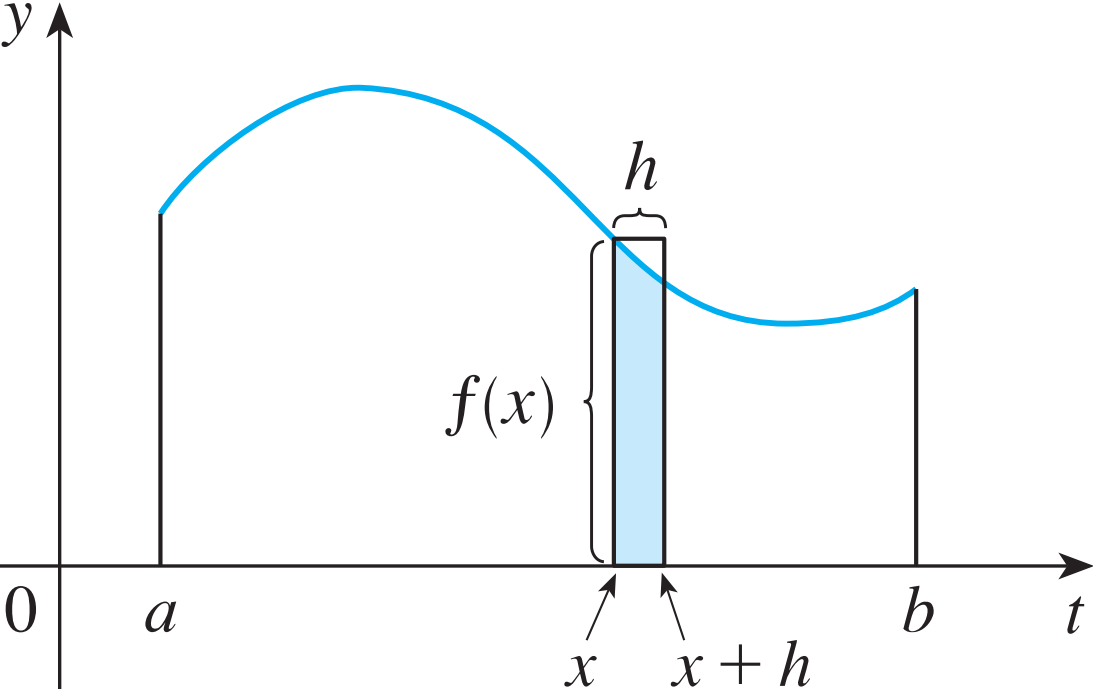 y
h
f(x)
0 a b t
x x + h